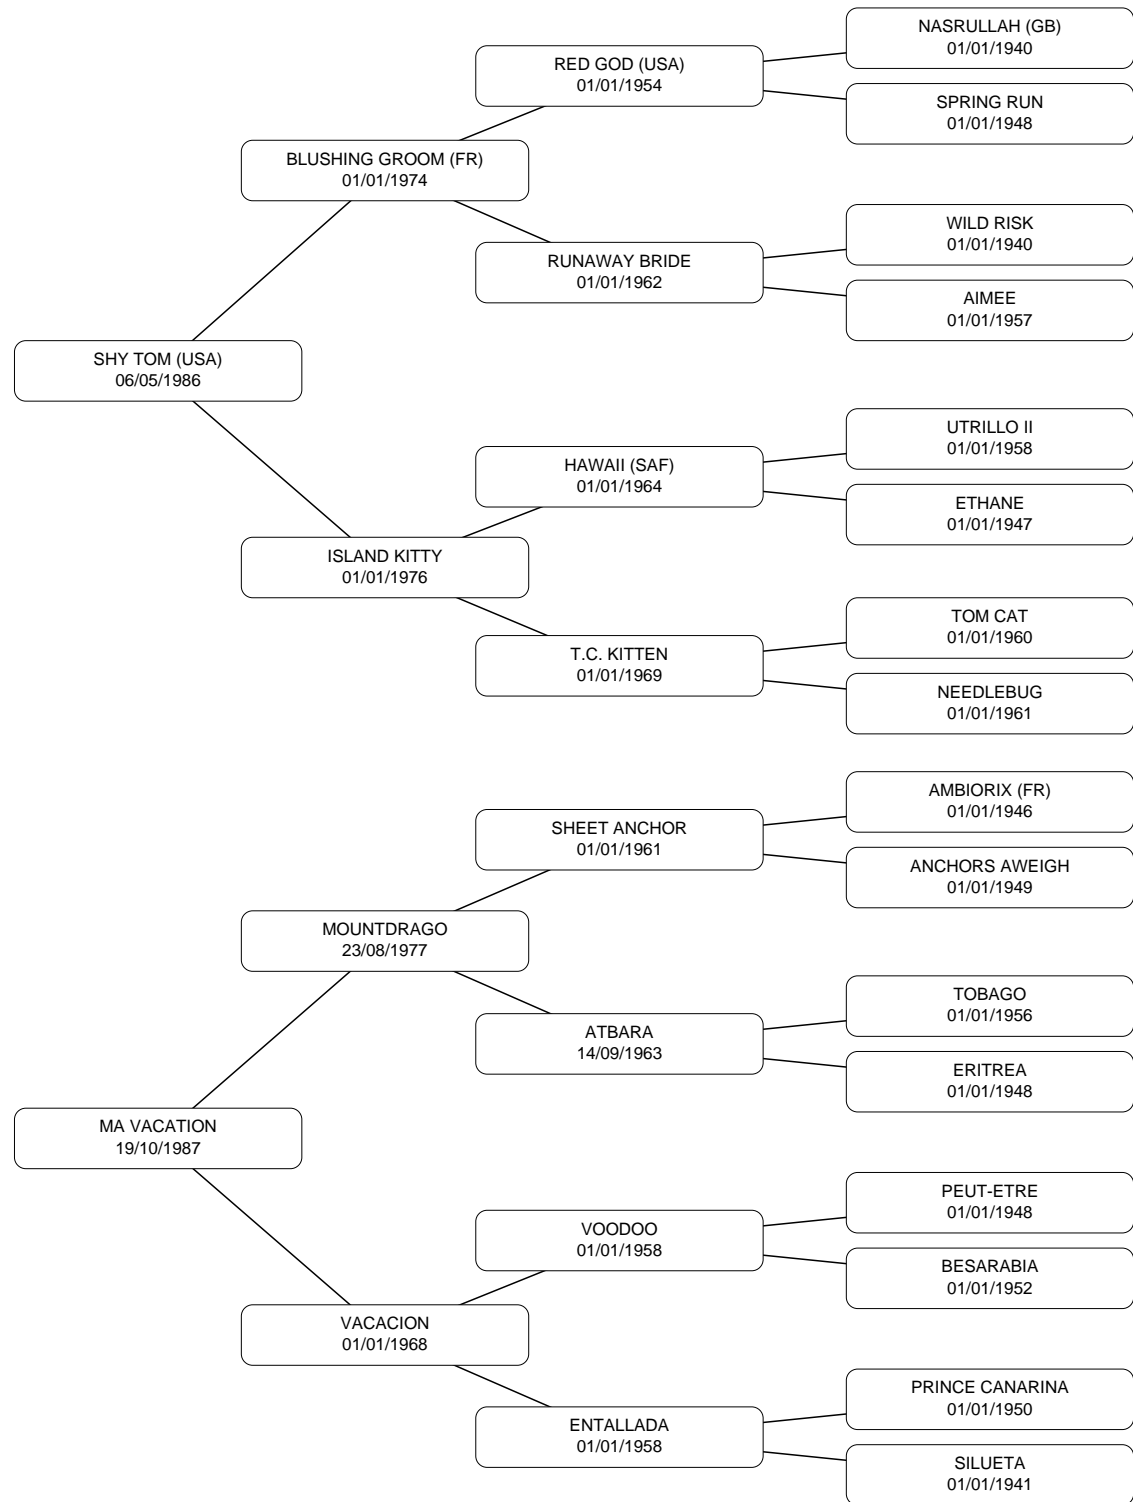 NASRULLAH (GB)
01/01/1940
RED GOD (USA)
01/01/1954
SPRING RUN
01/01/1948
BLUSHING GROOM (FR)
01/01/1974
WILD RISK
01/01/1940
RUNAWAY BRIDE
01/01/1962
AIMEE
01/01/1957
SHY TOM (USA)
06/05/1986
UTRILLO II
01/01/1958
HAWAII (SAF)
01/01/1964
ETHANE
01/01/1947
ISLAND KITTY
01/01/1976
TOM CAT
01/01/1960
T.C. KITTEN
01/01/1969
NEEDLEBUG
01/01/1961
AMBIORIX (FR)
01/01/1946
SHEET ANCHOR
01/01/1961
ANCHORS AWEIGH
01/01/1949
MOUNTDRAGO
23/08/1977
TOBAGO
01/01/1956
ATBARA
14/09/1963
ERITREA
01/01/1948
MA VACATION
19/10/1987
PEUT-ETRE
01/01/1948
VOODOO
01/01/1958
BESARABIA
01/01/1952
VACACION
01/01/1968
PRINCE CANARINA
01/01/1950
ENTALLADA
01/01/1958
SILUETA
01/01/1941